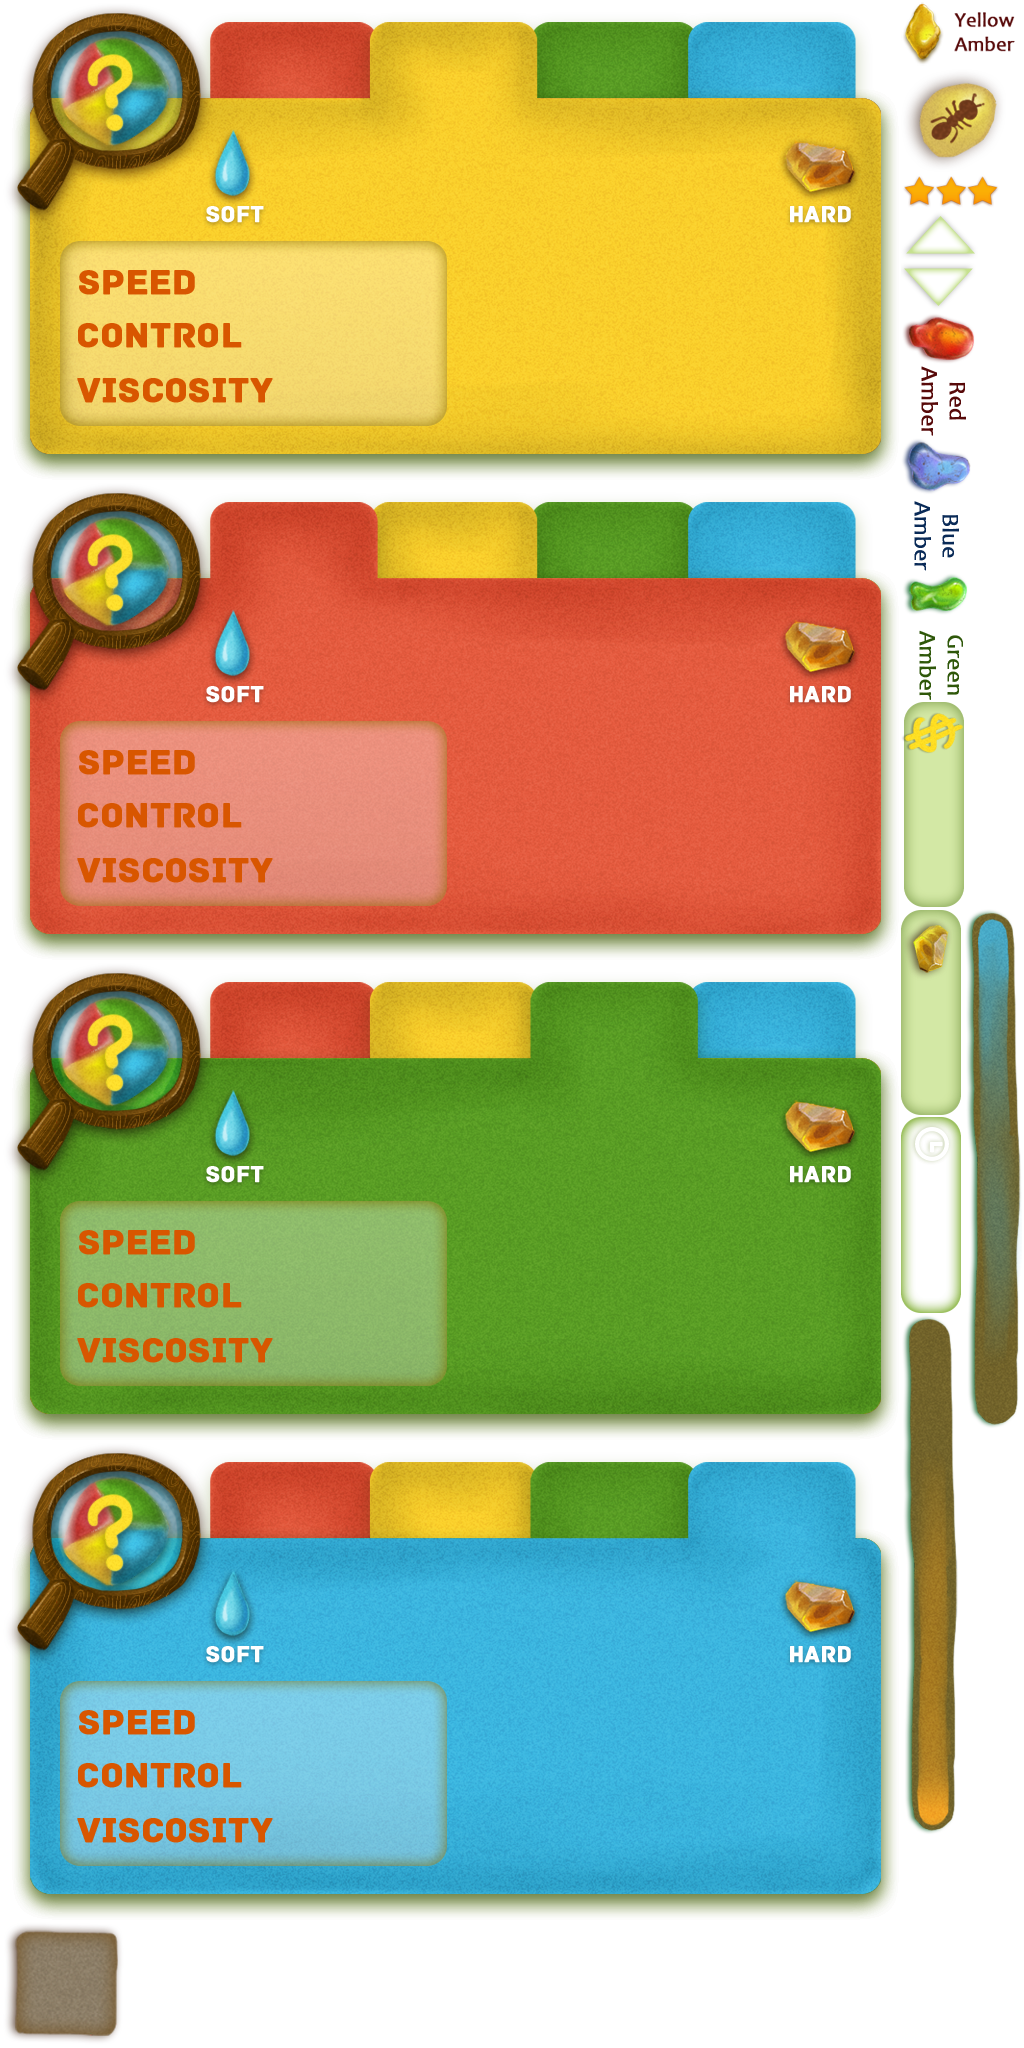 Yellow
Amber
?
SOFT
HARD
SPEED
CONTROL
VISCOSITY
Red
Amber
Blue
Amber
?
SOFT
HARD
Green
Amber
$
SPEED
CONTROL
VISCOSITY
?
SOFT
HARD
G
SPEED
CONTROL
VISCOSITY
?
SOFT
HARD
SPEED
CONTROL
VISCOSITY